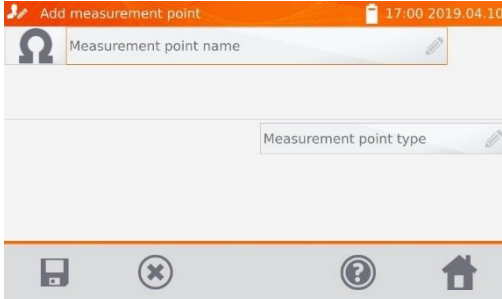 Add measurement point
17:00 2019.04.10
Ω
Measurement point name
Measurement point type
?